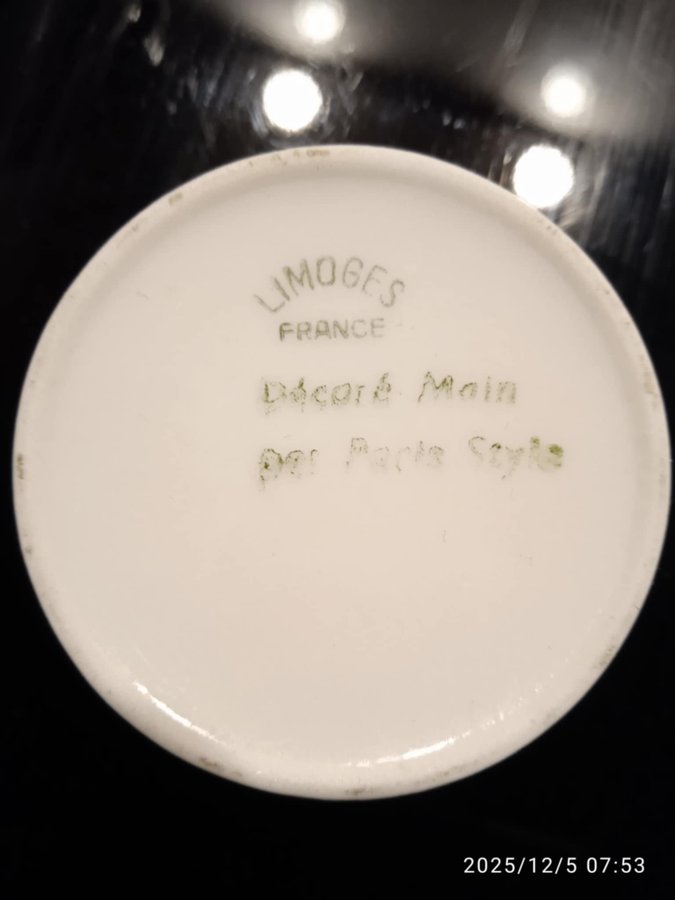 LIMOGES
FRANCE
Décoré Main
par Paris Style
2025/12/5 07:53